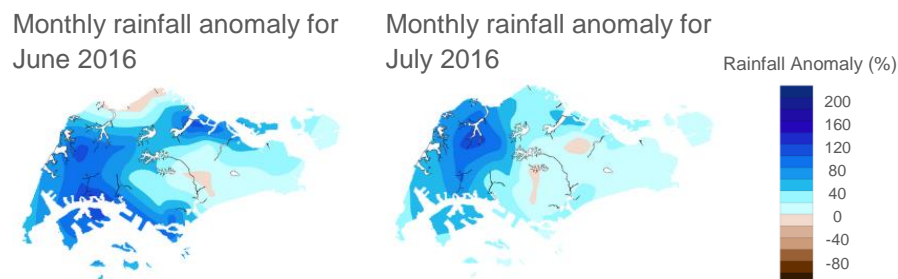 Monthly rainfall anomaly for
June 2016
Monthly rainfall anomaly for
July 2016
Rainfall Anomaly (%)
200
160
120
80
40
0
-40
-80